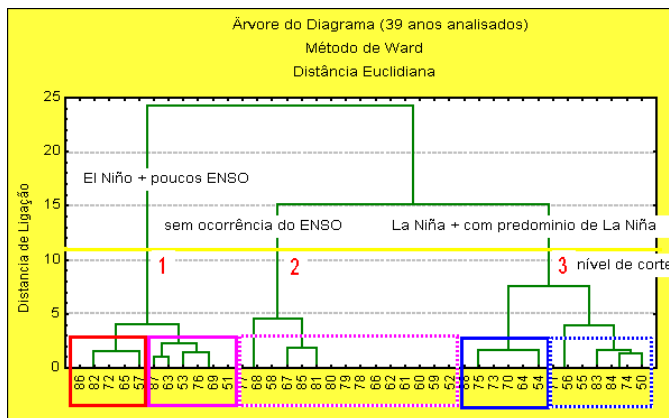 Ärvore do Diagrama (39 anos analisados)
Método de Ward
Distância Euclidiana
Distancia de Ligação
25
20
15
10
5
0
El Niño + poucos ENSO
sem ocorrência do ENSO
La Niña + com predominio de La Niña
1
2
3
nível de corte
86 82 72 65 57 87 63 53 76 69 51 77 68 58 67 85 81 80 79 78 66 62 61 60 59 52 88 75 73 70 64 54 71 56 55 83 84 74 50